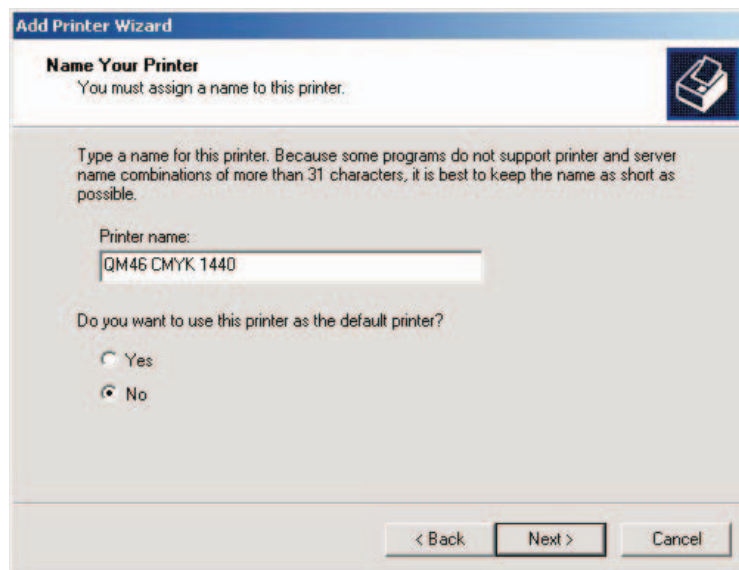 Add Printer Wizard
Name Your Printer
You must assign a name to this printer.
Type a name for this printer. Because some programs do not support printer and server
name combinations of more than 31 characters, it is best to keep the name as short as
possible.
Printer name:
QM46 CMYK 1440
Do you want to use this printer as the default printer?
Yes
No
< Back Next > Cancel